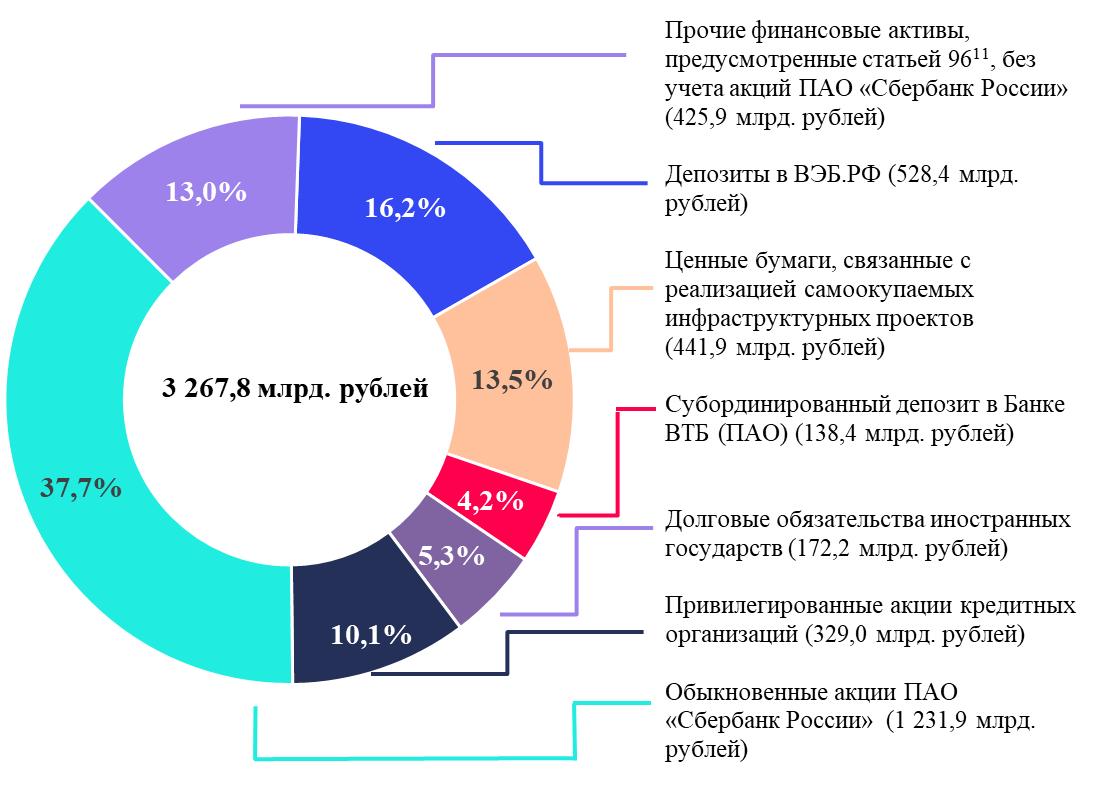 Прочие финансовые активы,
предусмотренные статьей 96¹¹, без
учета акций ПАО «Сбербанк России»
(425,9 млрд. рублей)
Депозиты в ВЭБ.РФ (528,4 млрд.
рублей)
Ценные бумаги, связанные с
реализацией самоокупаемых
инфраструктурных проектов
(441,9 млрд. рублей)
Субординированный депозит в Банке
ВТБ (ПАО) (138,4 млрд. рублей)
Долговые обязательства иностранных
государств (172,2 млрд. рублей)
Привилегированные акции кредитных
организаций (329,0 млрд. рублей)
Обыкновенные акции ПАО
«Сбербанк России» (1 231,9 млрд.
рублей)
13,0%
16,2%
13,5%
4,2%
5,3%
10,1%
37,7%
3 267,8 млрд. рублей